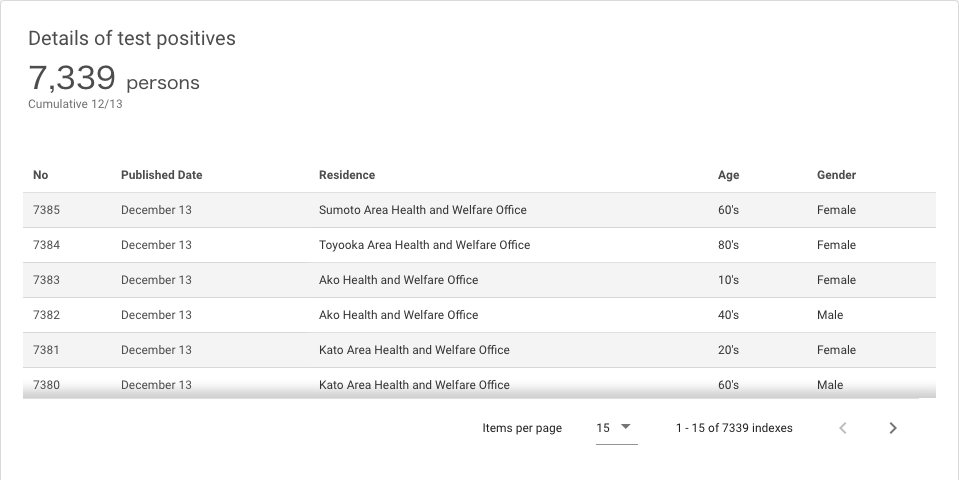 Details of test positives
7,339 persons
Cumulative 12/13
No Published Date Residence Age Gender
7385 December 13 Sumoto Area Health and Welfare Office 60's Female
7384 December 13 Toyooka Area Health and Welfare Office 80's Female
7383 December 13 Ako Health and Welfare Office 10's Female
7382 December 13 Ako Health and Welfare Office 40's Male
7381 December 13 Kato Area Health and Welfare Office 20's Female
7380 December 13 Kato Area Health and Welfare Office 60's Male
Items per page 15 1 - 15 of 7339 indexes